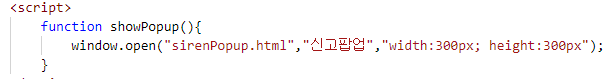 <script>
function showPopup(){
window.open("sirenPopup.html","신고팝업","width:300px; height:300px");
}